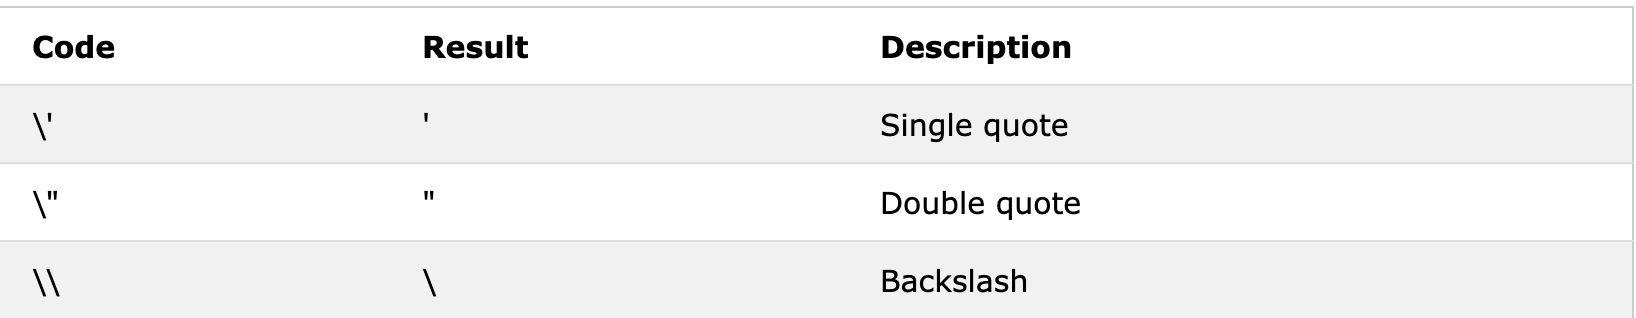 Code Result Description
\' ' Single quote
\" " Double quote
\\ \ Backslash